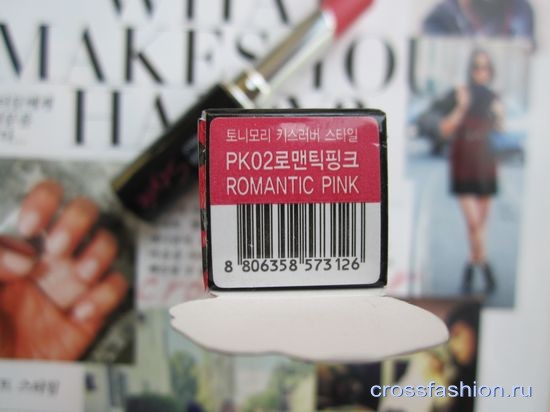 MAKES YOU
토니모리 키스러버 스타일
PK02로맨틱핑크
ROMANTIC PINK
8 806358 573126
crossfashion.ru